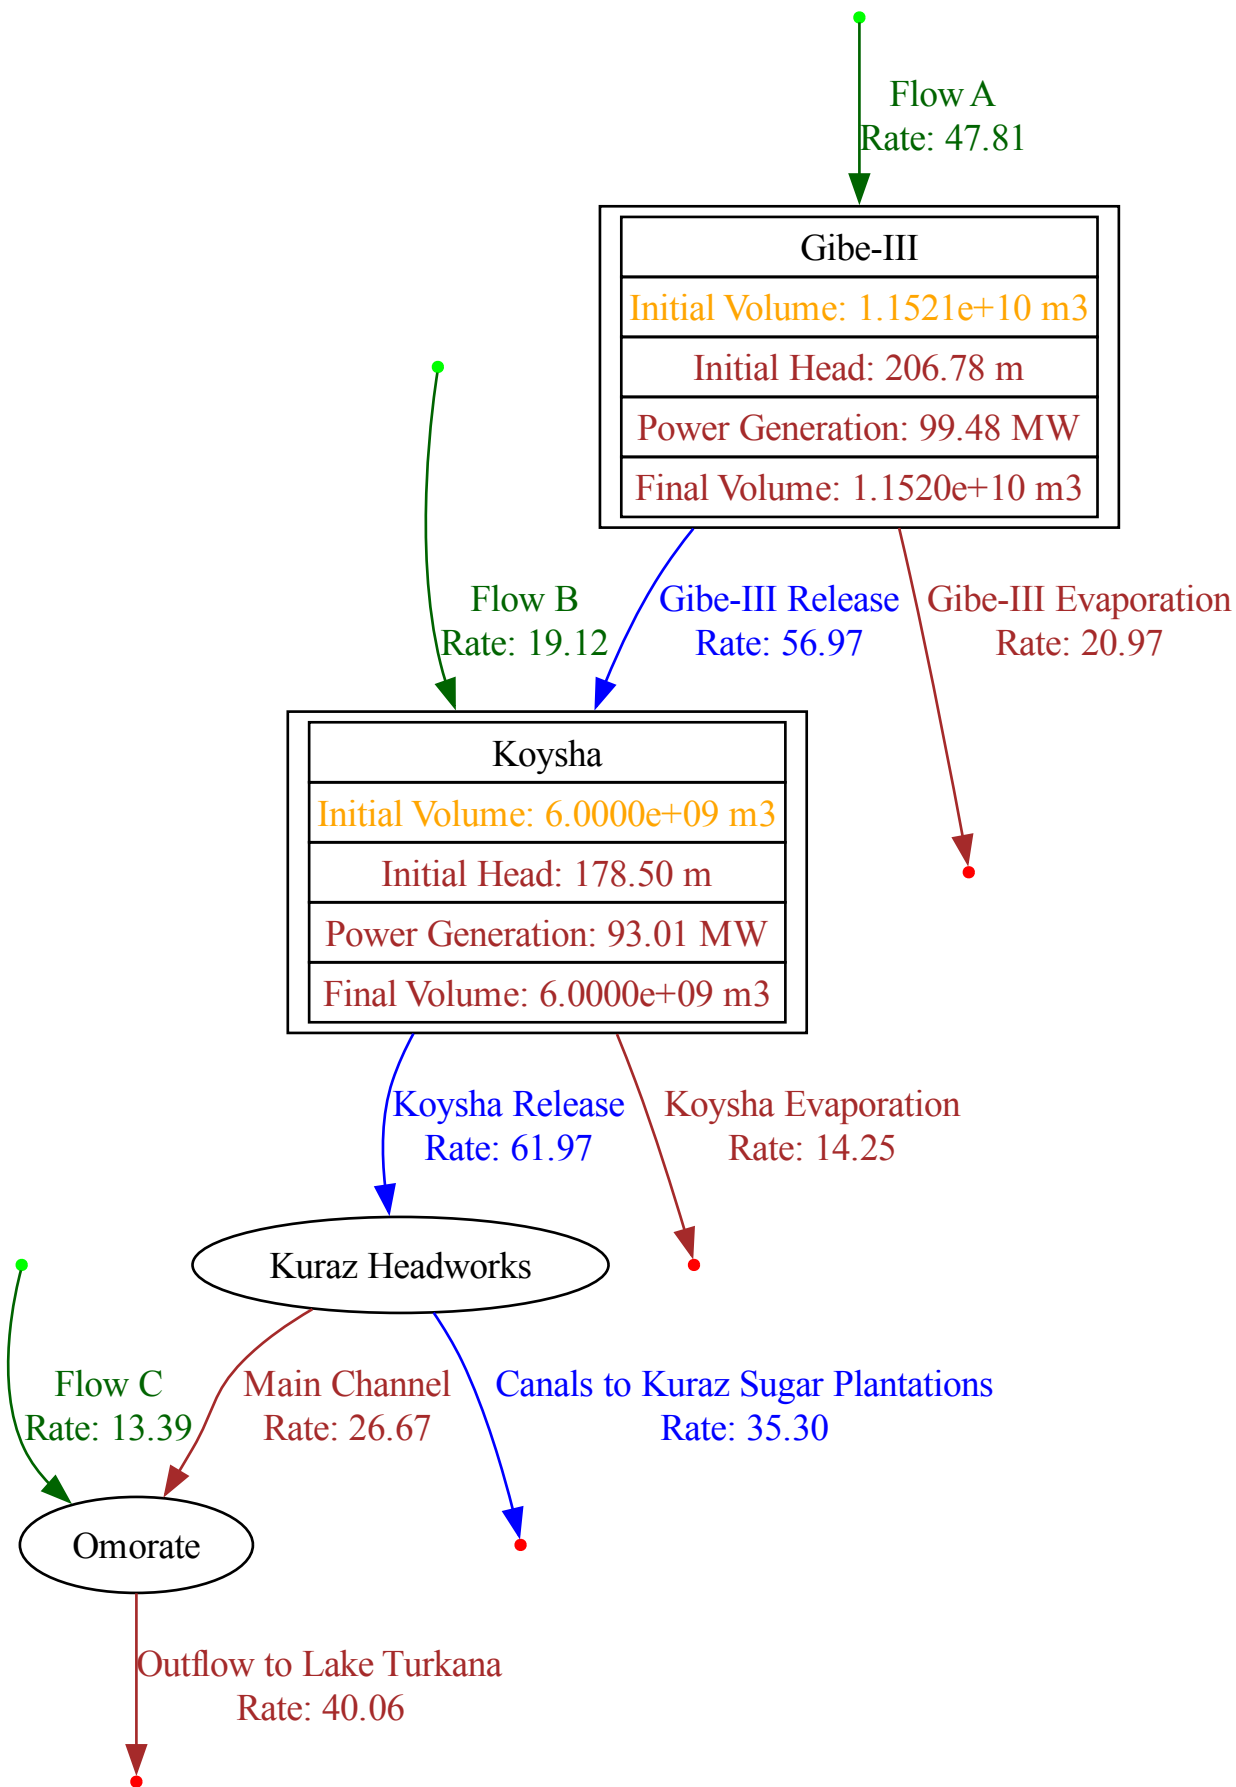 Flow A
Rate: 47.81
Gibe-III
Initial Volume: 1.1521e+10 m3
Initial Head: 206.78 m
Power Generation: 99.48 MW
Final Volume: 1.1520e+10 m3
Flow B
Rate: 19.12
Gibe-III Release
Rate: 56.97
Gibe-III Evaporation
Rate: 20.97
Koysha
Initial Volume: 6.0000e+09 m3
Initial Head: 178.50 m
Power Generation: 93.01 MW
Final Volume: 6.0000e+09 m3
Koysha Release
Rate: 61.97
Koysha Evaporation
Rate: 14.25
Kuraz Headworks
Flow C
Rate: 13.39
Main Channel
Rate: 26.67
Canals to Kuraz Sugar Plantations
Rate: 35.30
Omorate
Outflow to Lake Turkana
Rate: 40.06